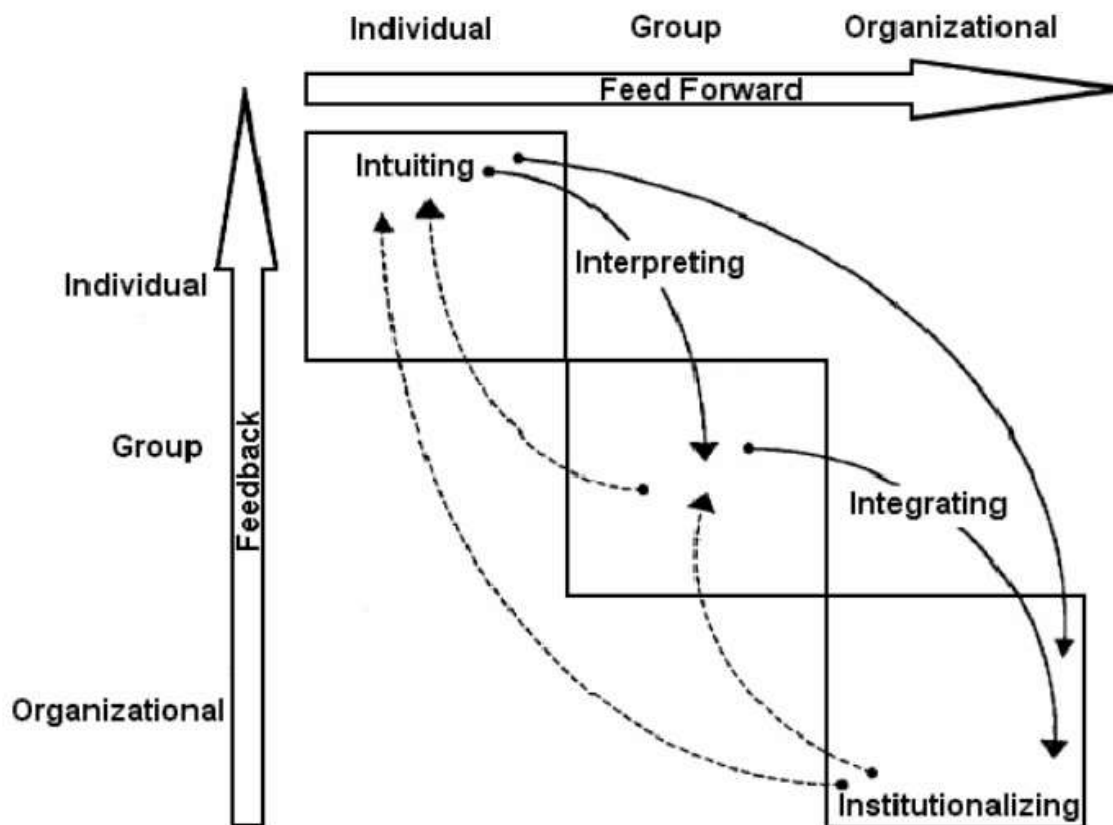 Individual Group Organizational
Feed Forward
Intuiting
Interpreting
Individual
Group
Feedback
Integrating
Organizational
Institutionalizing